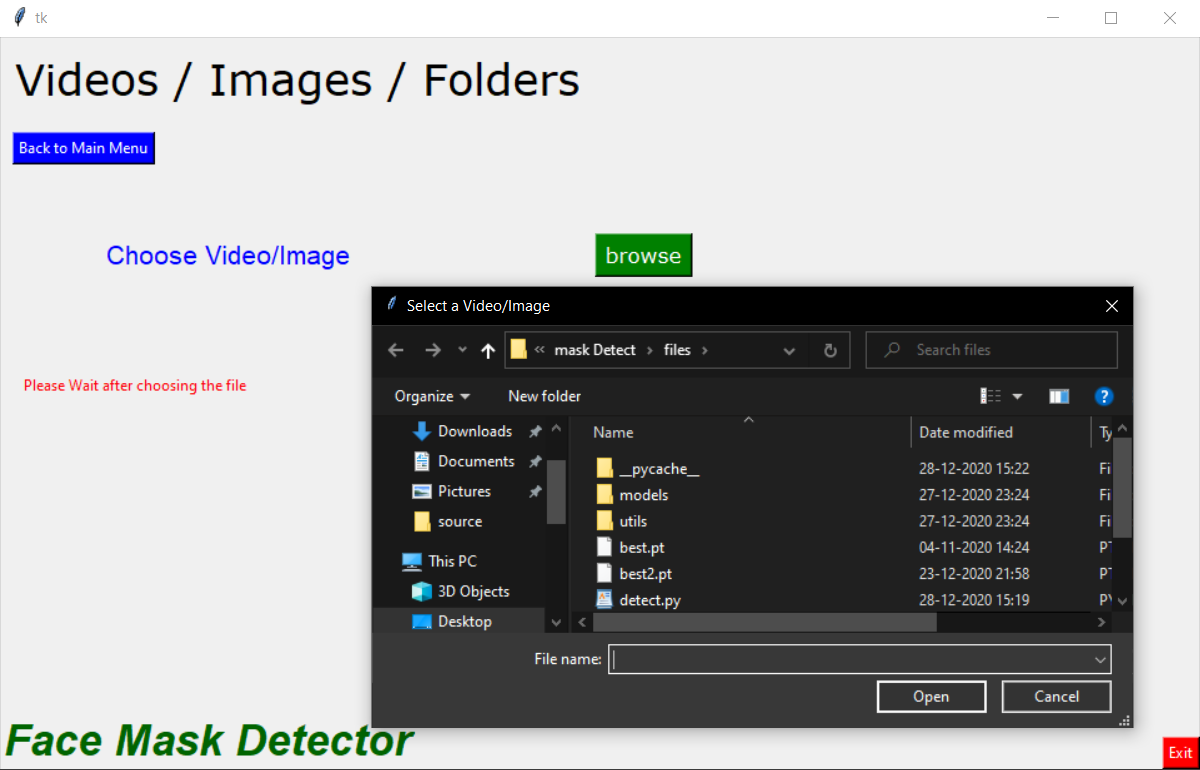 tk
Videos / Images / Folders
Back to Main Menu
Choose Video/Image
browse
Select a Video/Image
« mask Detect › files ›
Search files
Please Wait after choosing the file
Organize
New folder
Downloads
Documents
Pictures
source
This PC
3D Objects
Desktop
Name Date modified Ty
__pycache__ 28-12-2020 15:22 Fi
models 27-12-2020 23:24 Fi
utils 27-12-2020 23:24 Fi
best.pt 04-11-2020 14:24 PT
best2.pt 23-12-2020 21:58 PT
detect.py 28-12-2020 15:19 PY
File name:
Open
Cancel
Face Mask Detector
Exit